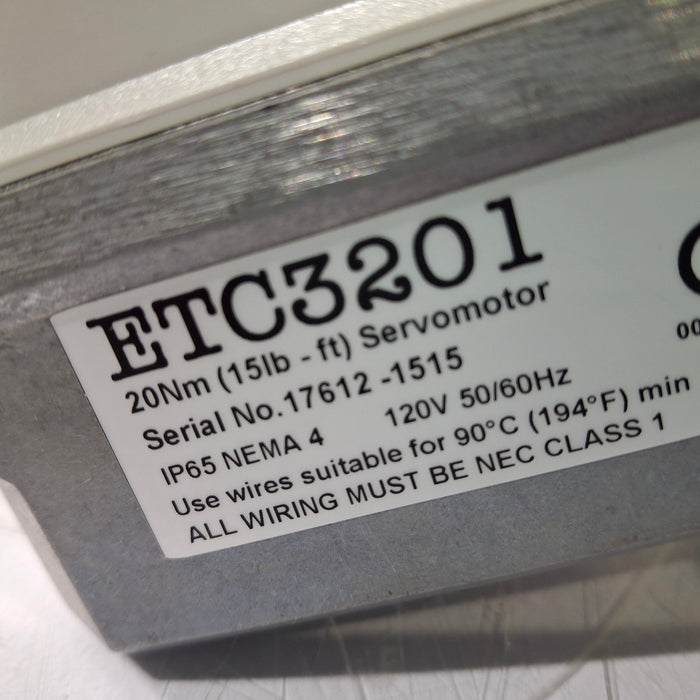 ETC3201
20Nm (15lb - ft) Servomotor
Serial No.17612 -1515
IP65 NEMA 4 120V 50/60Hz
Use wires suitable for 90°C (194°F) min
ALL WIRING MUST BE NEC CLASS 1
00